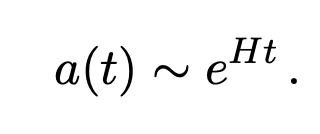 a(t) ∼ e^{Ht} .